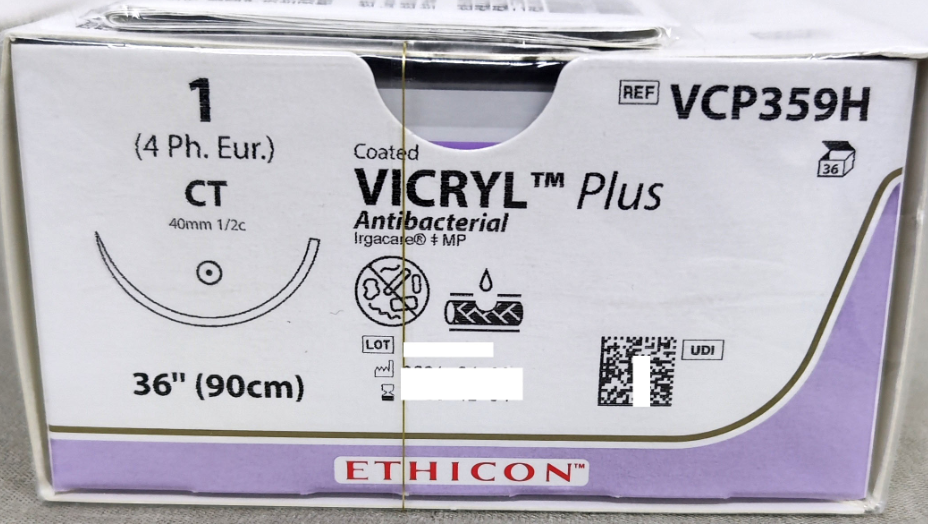 1
(4 Ph. Eur.)
CT
40mm 1/2c
36" (90cm)
REF VCP359H
36
Coated
VICRYL™ Plus
Antibacterial
Irgacare® ‡ MP
LOT
UDI
ETHICON™